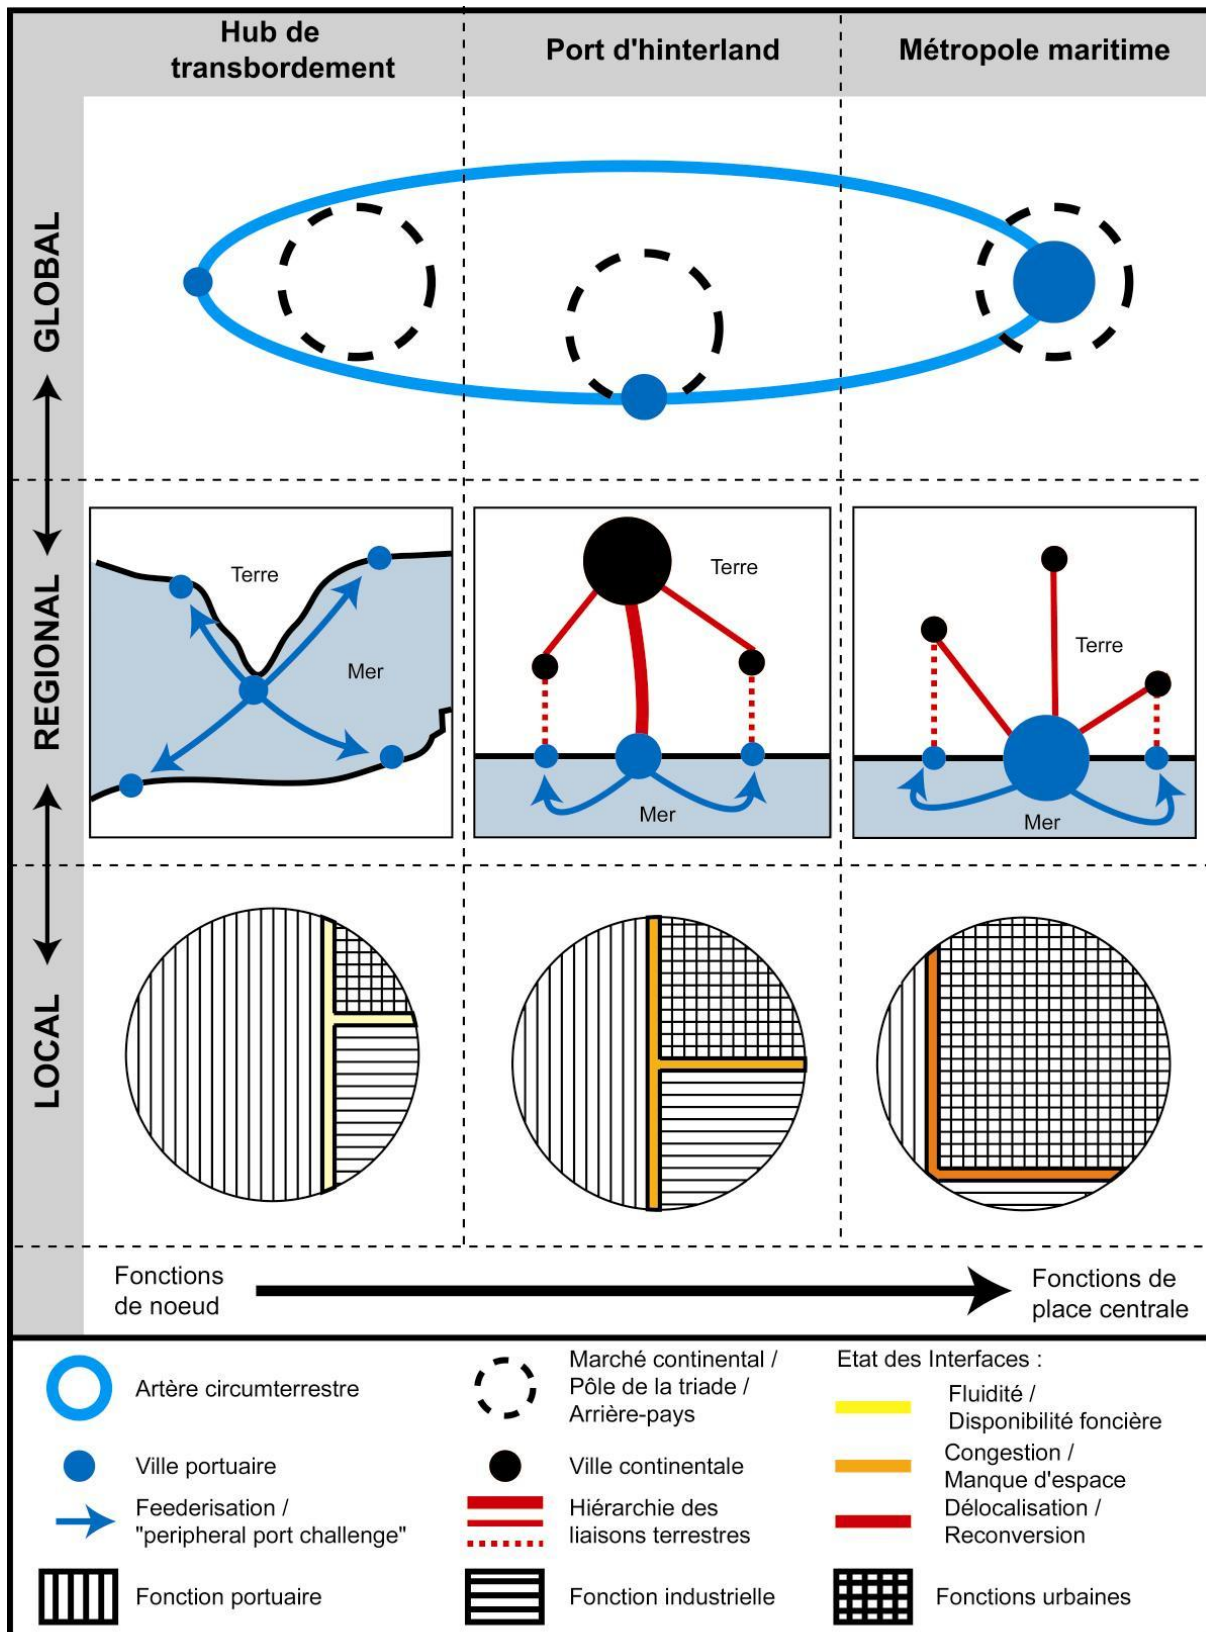 Hub de
transbordement
Port d'hinterland
Métropole maritime
GLOBAL
REGIONAL
Terre
Mer
Terre
Mer
Terre
Mer
LOCAL
Fonctions
de noeud
Fonctions de
place centrale
Artère circumterrestre
Marché continental /
Pôle de la triade /
Arrière-pays
Etat des Interfaces :
Fluidité /
Disponibilité foncière
Ville portuaire
Ville continentale
Congestion /
Manque d'espace
Feederisation /
"peripheral port challenge"
Hiérarchie des
liaisons terrestres
Délocalisation /
Reconversion
Fonction portuaire
Fonction industrielle
Fonctions urbaines